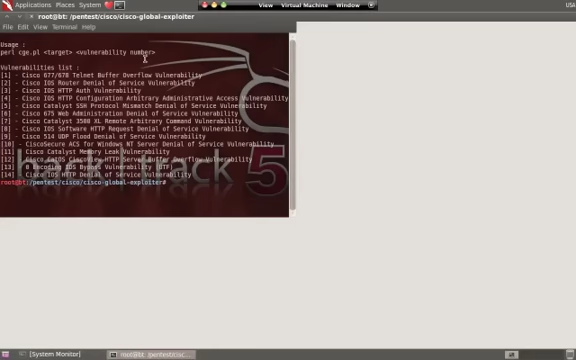 Applications Places System
View Virtual Machine Window
USA
root@bt: /pentest/cisco/cisco-global-exploiter
File Edit View Terminal Help
Usage :
perl cge.pl <target> <vulnerability number>
Vulnerabilities list :
[1] - Cisco 677/678 Telnet Buffer Overflow Vulnerability
[2] - Cisco IOS Router Denial of Service Vulnerability
[3] - Cisco IOS HTTP Auth Vulnerability
[4] - Cisco IOS HTTP Configuration Arbitrary Administrative Access Vulnerability
[5] - Cisco Catalyst SSH Protocol Mismatch Denial of Service Vulnerability
[6] - Cisco 675 Web Administration Denial of Service Vulnerability
[7] - Cisco Catalyst 3500 XL Remote Arbitrary Command Vulnerability
[8] - Cisco IOS Software HTTP Request Denial of Service Vulnerability
[9] - Cisco 514 UDP Flood Denial of Service Vulnerability
[10] - CiscoSecure ACS for Windows NT Server Denial of Service Vulnerability
[11] - Cisco Catalyst Memory Leak Vulnerability
[12] - Cisco CatOS CiscoView HTTP Server Buffer Overflow Vulnerability
[13] - Encoding IDS Bypass Vulnerability (UTF)
[14] - Cisco IOS HTTP Denial of Service Vulnerability
root@bt:/pentest/cisco/cisco-global-exploiter#
back track 5
[System Monitor]
root@bt: /pentest/cisc...